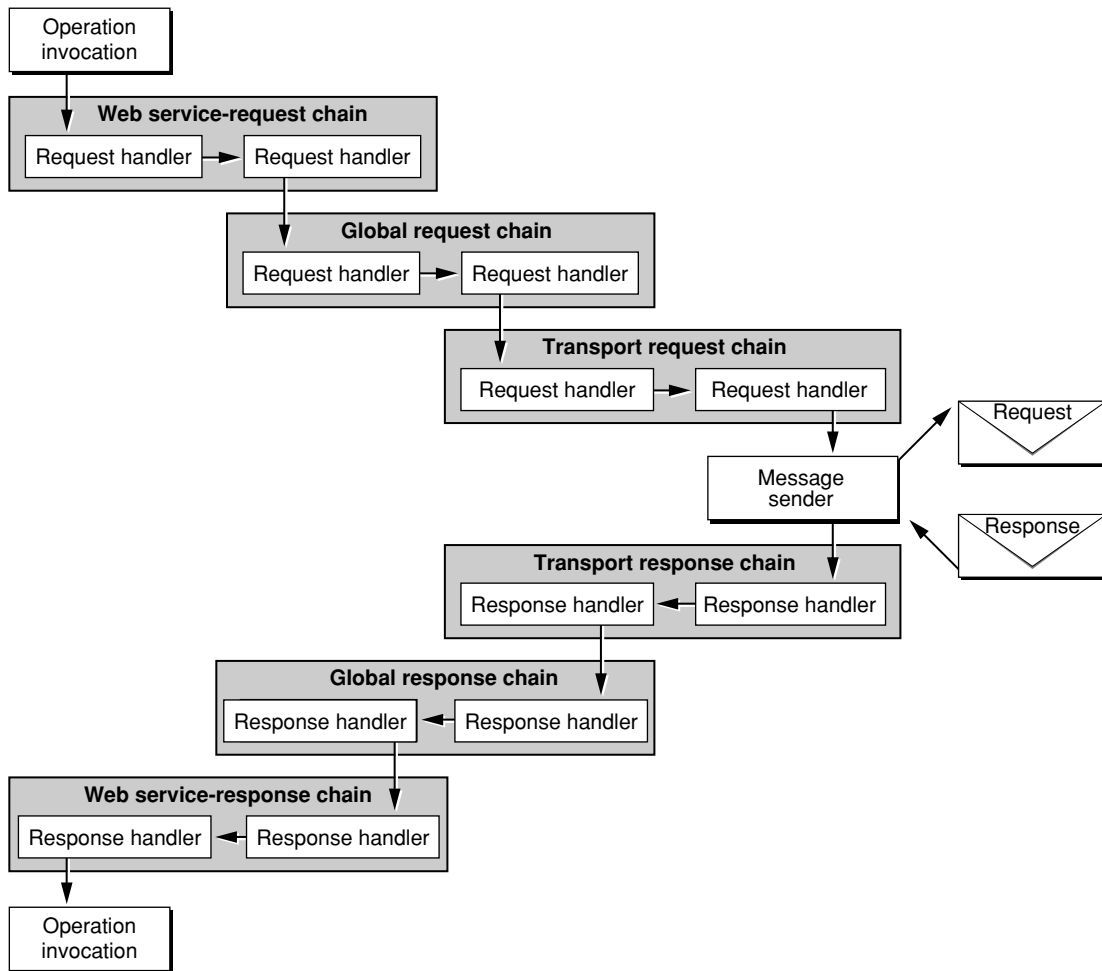 Operation
invocation
Web service-request chain
Request handler
Request handler
Global request chain
Request handler
Request handler
Transport request chain
Request handler
Request handler
Request
Message
sender
Response
Transport response chain
Response handler
Response handler
Global response chain
Response handler
Response handler
Web service-response chain
Response handler
Response handler
Operation
invocation